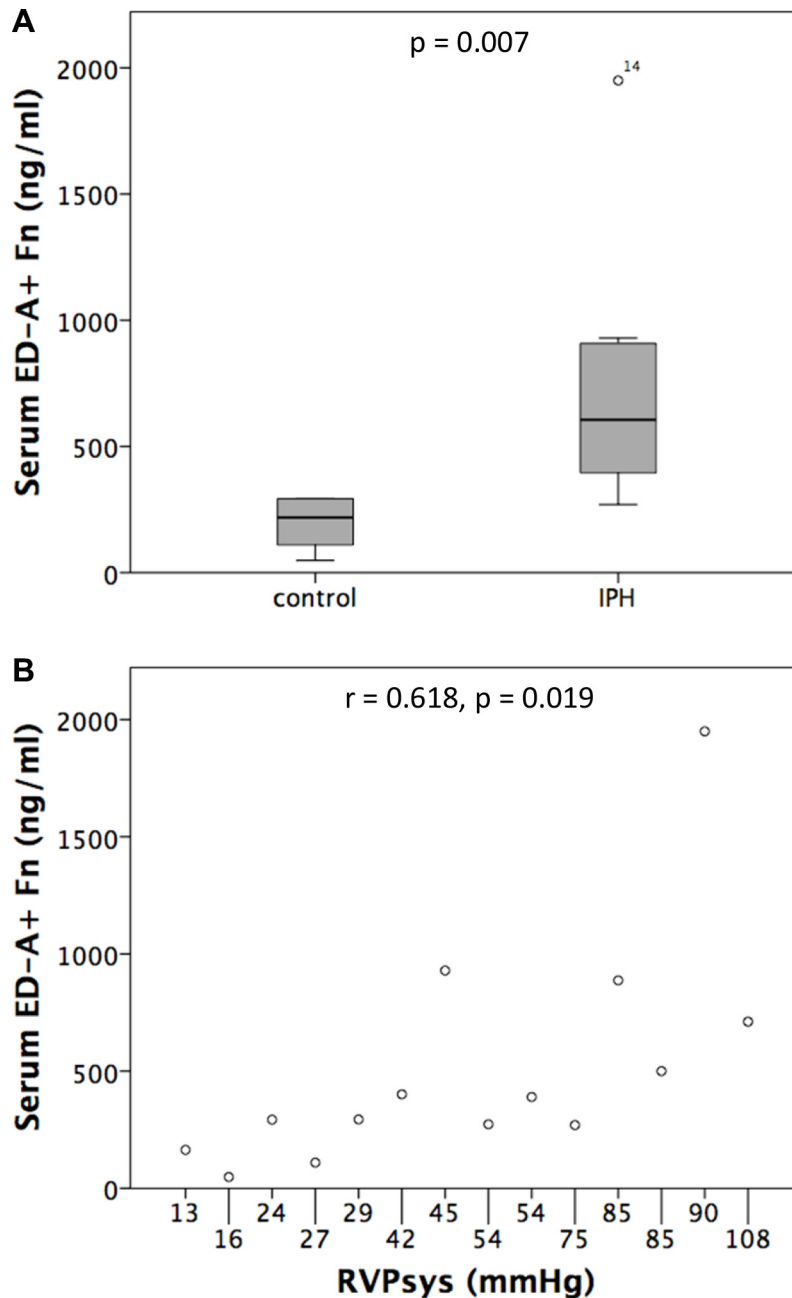 A
p = 0.007
Serum ED-A+ Fn (ng/ml)
2000
1500
1000
500
0
14
control IPH
B
r = 0.618, p = 0.019
Serum ED-A+ Fn (ng/ml)
2000
1500
1000
500
0
13 24 29 45 54 85 90
16 27 42 54 75 85 108
RVPsys (mmHg)